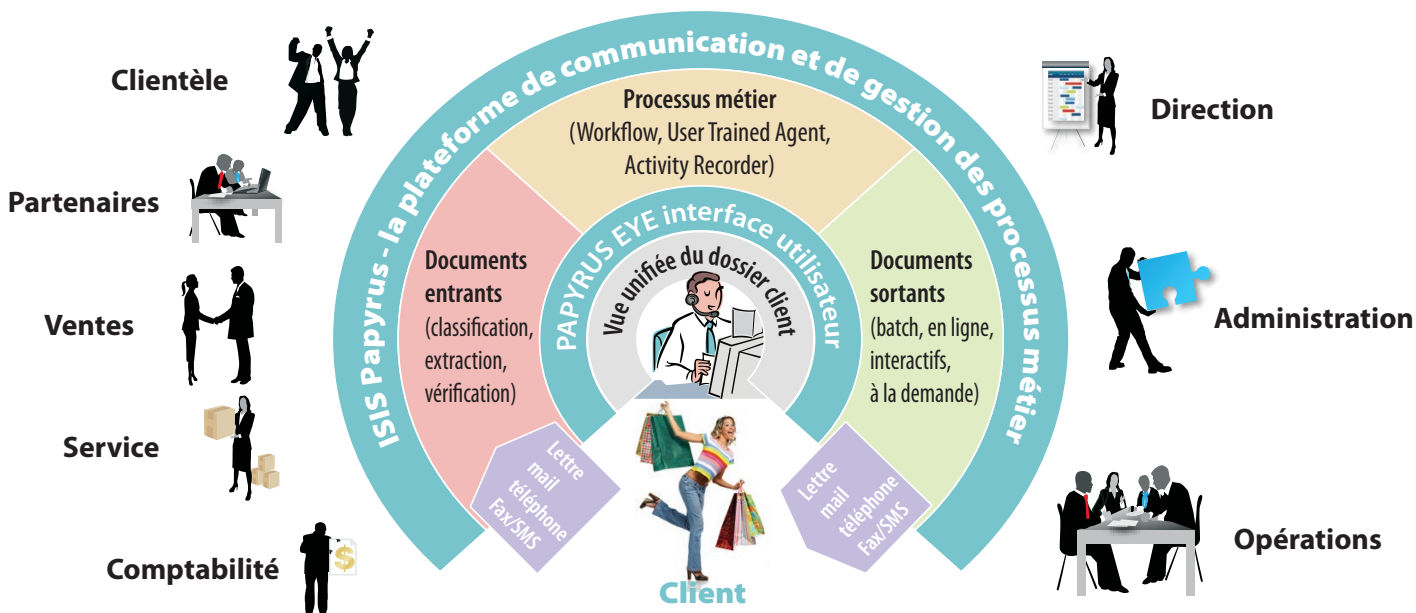 Clientèle
Partenaires
Ventes
Service
Comptabilité
ISIS Papyrus - la plateforme de communication et de gestion des processus métier
Processus métier
(Workflow, User Trained Agent,
Activity Recorder)
Documents
entrants
(classification,
extraction,
vérification)
PAPYRUS EYE interface utilisateur
Vue unifiée du dossier client
Documents
sortants
(batch, en ligne,
interactifs,
à la demande)
Lettre
mail
téléphone
Fax/SMS
Lettre
mail
téléphone
Fax/SMS
Client
Direction
Administration
Opérations
$